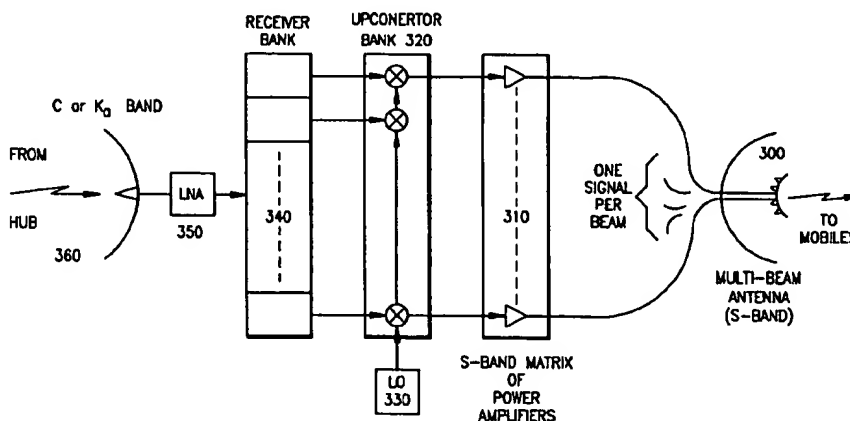 RECEIVER
BANK
UPCONERTOR
BANK 320
C or Ka BAND
FROM
HUB
360
LNA
350
340
LO
330
310
S-BAND MATRIX
OF
POWER
AMPLIFIERS
ONE
SIGNAL
PER
BEAM
300
TO
MOBILES
MULTI-BEAM
ANTENNA
(S-BAND)